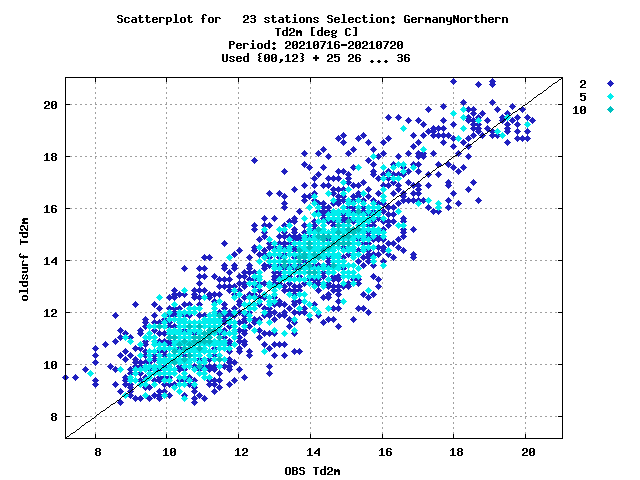 Scatterplot for   23 stations Selection: GermanyNorthern
Td2m [deg C]
Period: 20210716-20210720
Used {00,12} + 25 26 ... 36
2
5
10
20
18
16
14
12
10
8
oldsurf Td2m
8 10 12 14 16 18 20
OBS Td2m